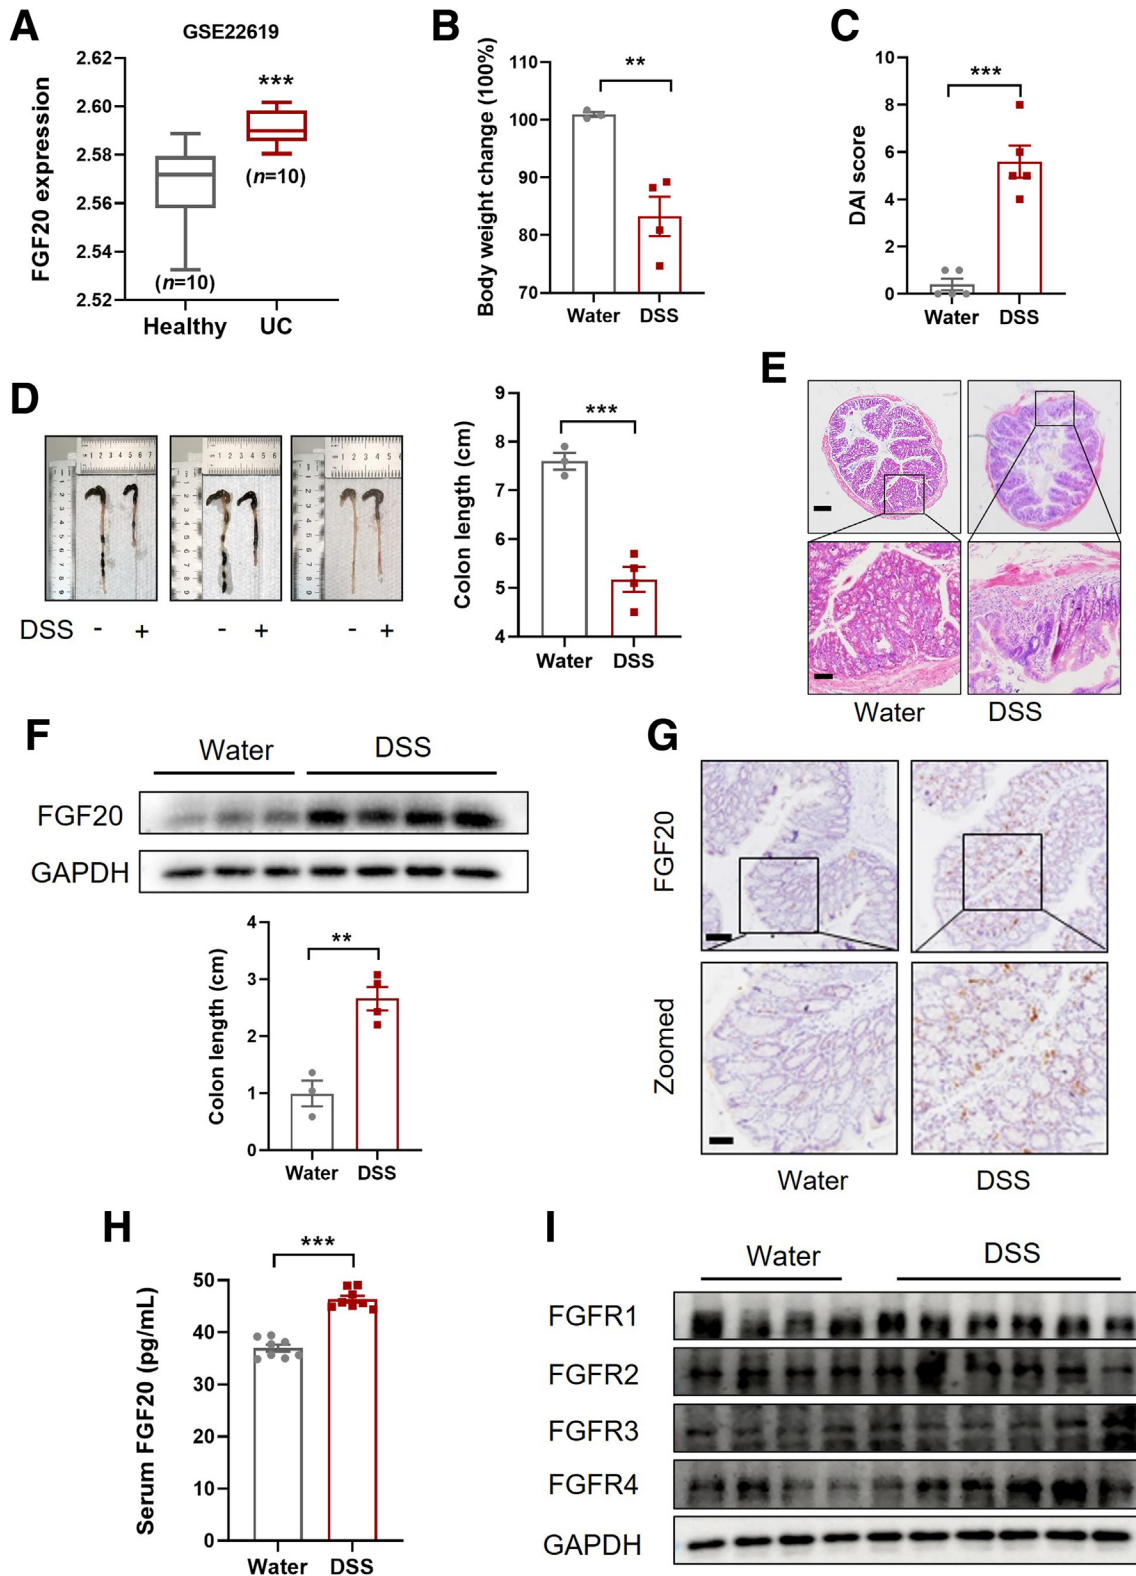 A
GSE22619
FGF20 expression
2.62
2.60
2.58
2.56
2.54
2.52
***
(n=10)
(n=10)
Healthy
UC
B
Body weight change (100%)
110
100
90
80
70
**
Water
DSS
C
DAI score
10
8
6
4
2
0
***
Water
DSS
D
DSS
-
+
-
+
-
+
Colon length (cm)
9
8
7
6
5
4
***
Water
DSS
E
Water
DSS
F
Water
DSS
FGF20
GAPDH
Colon length (cm)
4
3
2
1
0
**
Water
DSS
G
FGF20
Zoomed
Water
DSS
H
Serum FGF20 (pg/mL)
50
40
30
20
10
0
***
Water
DSS
I
Water
DSS
FGFR1
FGFR2
FGFR3
FGFR4
GAPDH